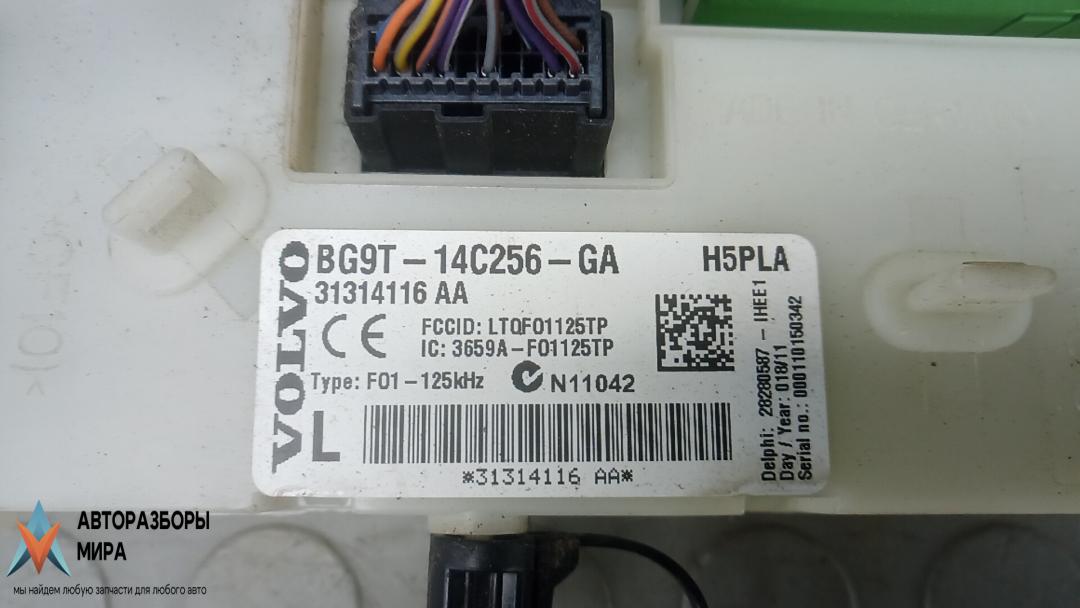 VOLVO
BG9T-14C256-GA H5PLA
31314116 AA
CE FCCID: LTQFO1125TP
IC: 3659A-FO1125TP
Type: FO1-125kHz N11042
L
*31314116 AA*
Delphi: 28280587-IHEE1
Day / Year: 018/11
Serial no.: 000110150342
АВТОРАЗБОРЫ
МИРА
мы найдем любую запчасти для любого авто